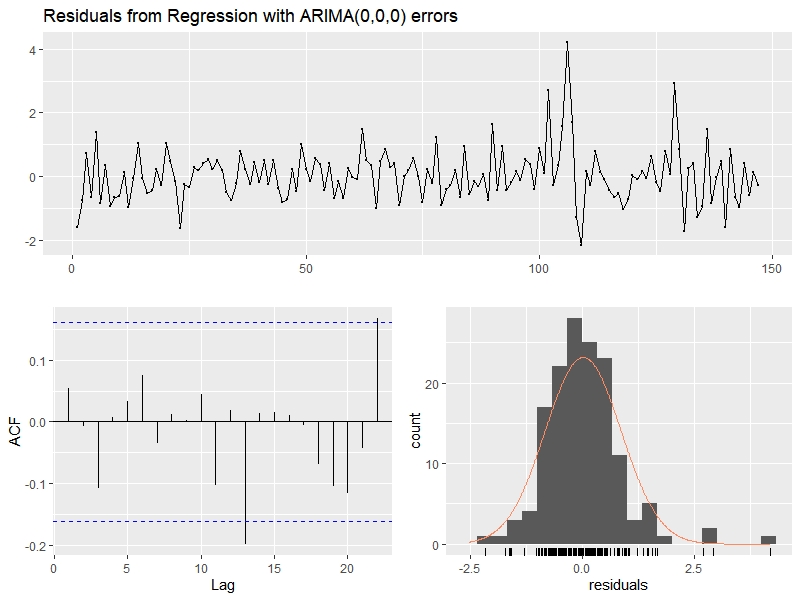 Residuals from Regression with ARIMA(0,0,0) errors
4
2
0
-2
0 50 100 150
ACF
0.1
0.0
-0.1
-0.2
0 5 10 15 20
Lag
count
20
10
0
-2.5 0.0 2.5
residuals